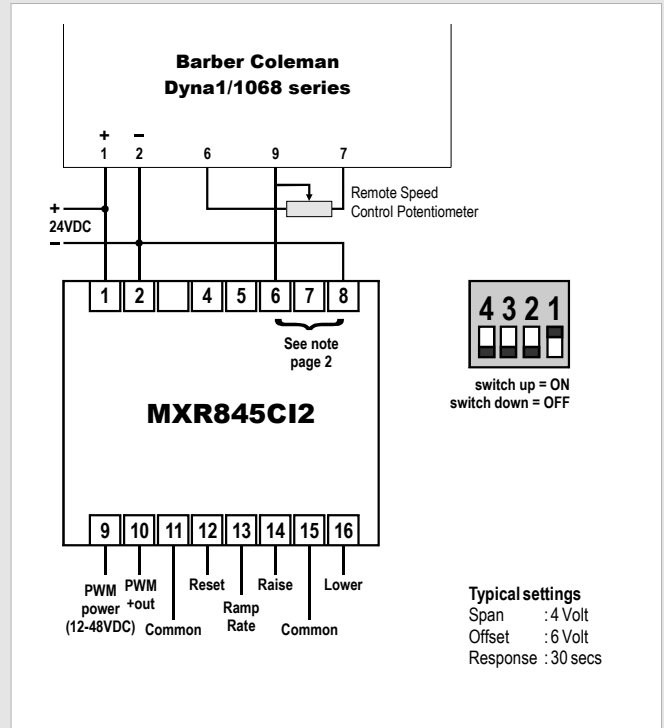 Barber Coleman
Dyna1/1068 series
+ −
1 2 6 9 7
Remote Speed
Control Potentiometer
+
24VDC
−
1 2 4 5 6 7 8
See note
page 2
4 3 2 1
switch up = ON
switch down = OFF
MXR845CI2
9 10 11 12 13 14 15 16
PWM
power
(12-48VDC)
PWM
+out
Common
Reset
Ramp
Rate
Raise
Common
Lower
Typical settings
Span : 4 Volt
Offset : 6 Volt
Response : 30 secs